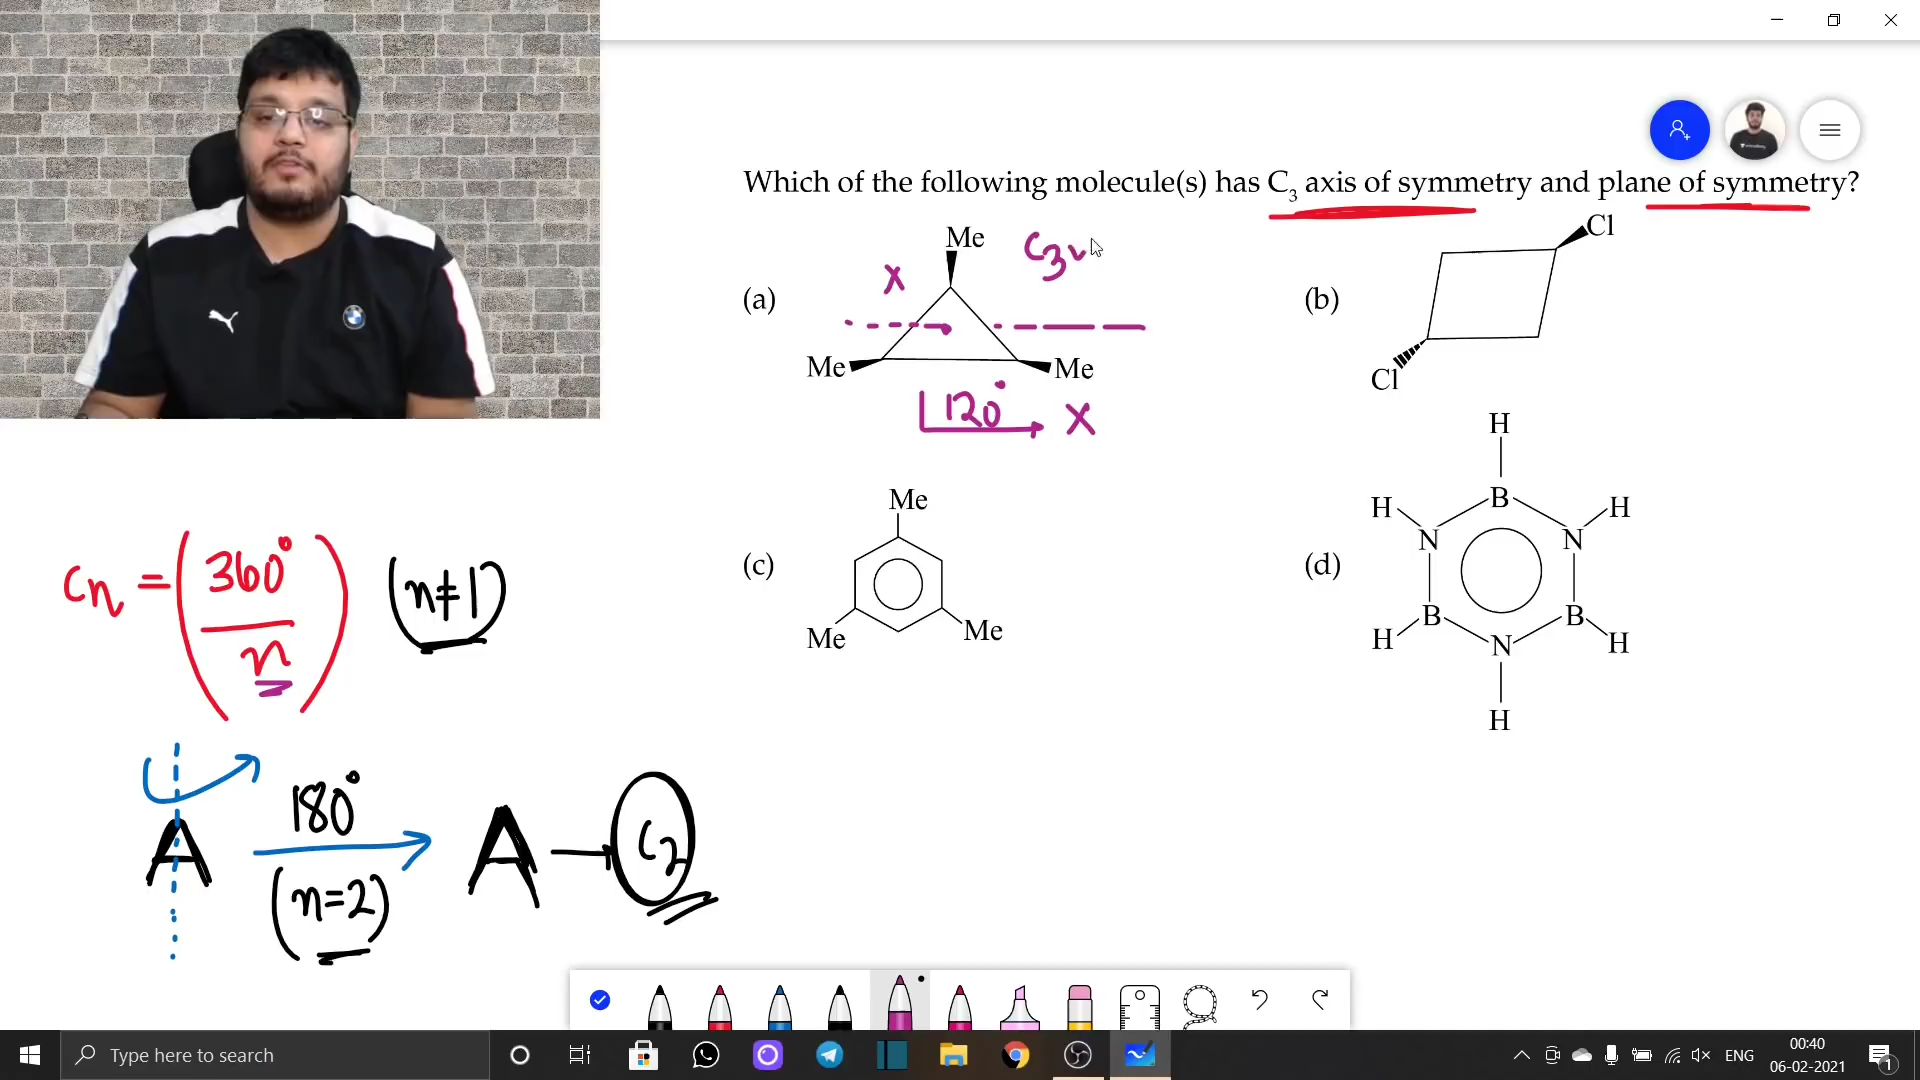 Which of the following molecule(s) has C3 axis of symmetry and plane of symmetry?
(a)
Me
Me
Me
X
C3
120°
X
(b)
Cl
Cl
(c)
Me
Me
Me
(d)
H
B
H
N
H
N
H
B
H
B
N
H
Cn = (360°/n) (n≠1)
A
180°
(n=2)
A
C2
Type here to search
ENG
00:40
06-02-2021
1